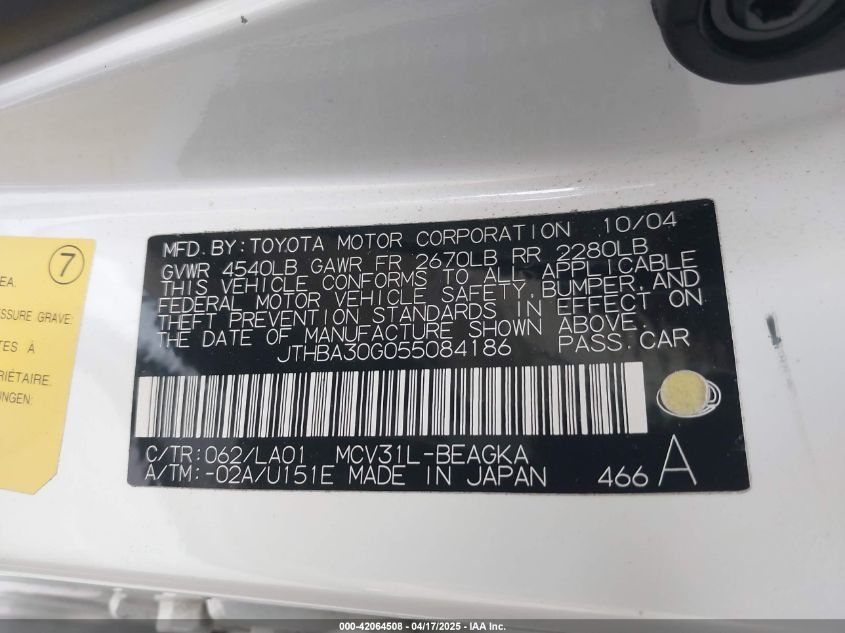 7
EA.
ESSURE GRAVE:
TES À
RIÉTAIRE.
UNGEN:
MFD. BY: TOYOTA MOTOR CORPORATION 10/04
GVWR 4540LB GAWR FR 2670LB RR 2280LB
THIS VEHICLE CONFORMS TO ALL APPLICABLE
FEDERAL MOTOR VEHICLE SAFETY, BUMPER, AND
THEFT PREVENTION STANDARDS IN EFFECT ON
THE DATE OF MANUFACTURE SHOWN ABOVE.
JTHBA30G055084186 PASS. CAR
C/TR: 062/LA01 MCV31L-BEAGKA
A/TM: -02A/U151E MADE IN JAPAN 466 A
000-42064508 - 04/17/2025 - IAA Inc.